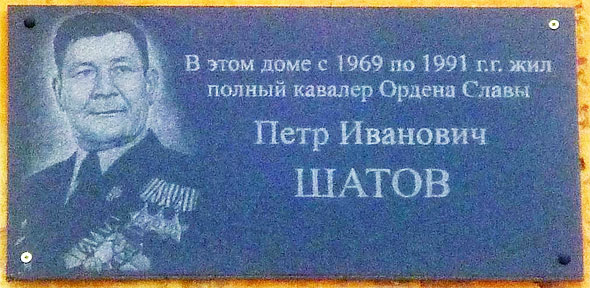 В этом доме с 1969 по 1991 г.г. жил
полный кавалер Ордена Славы
Петр Иванович
ШАТОВ